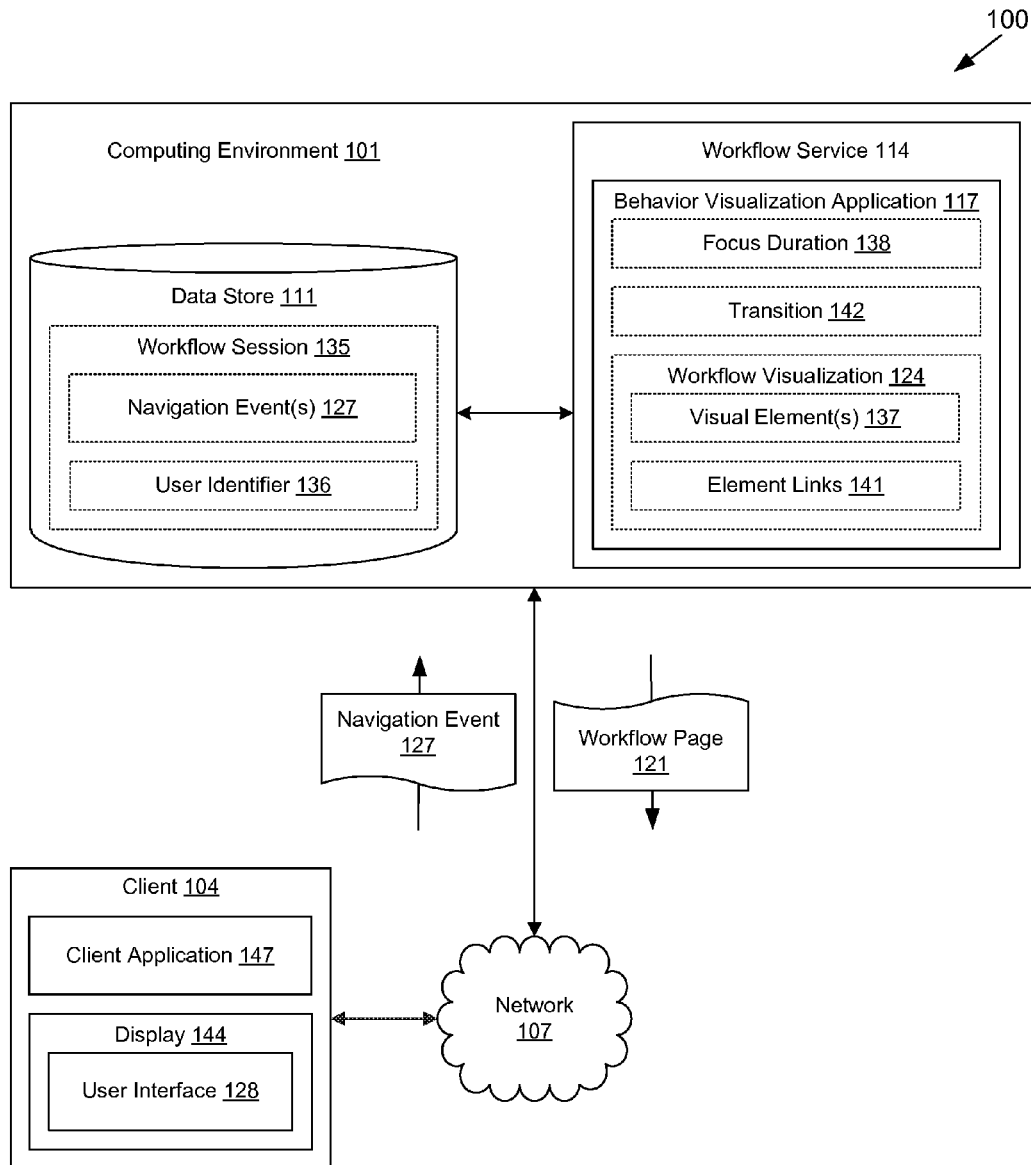 100
Computing Environment 101
Workflow Service 114
Behavior Visualization Application 117
Focus Duration 138
Transition 142
Workflow Visualization 124
Visual Element(s) 137
Element Links 141
Data Store 111
Workflow Session 135
Navigation Event(s) 127
User Identifier 136
Navigation Event
127
Workflow Page
121
Client 104
Client Application 147
Display 144
User Interface 128
Network
107